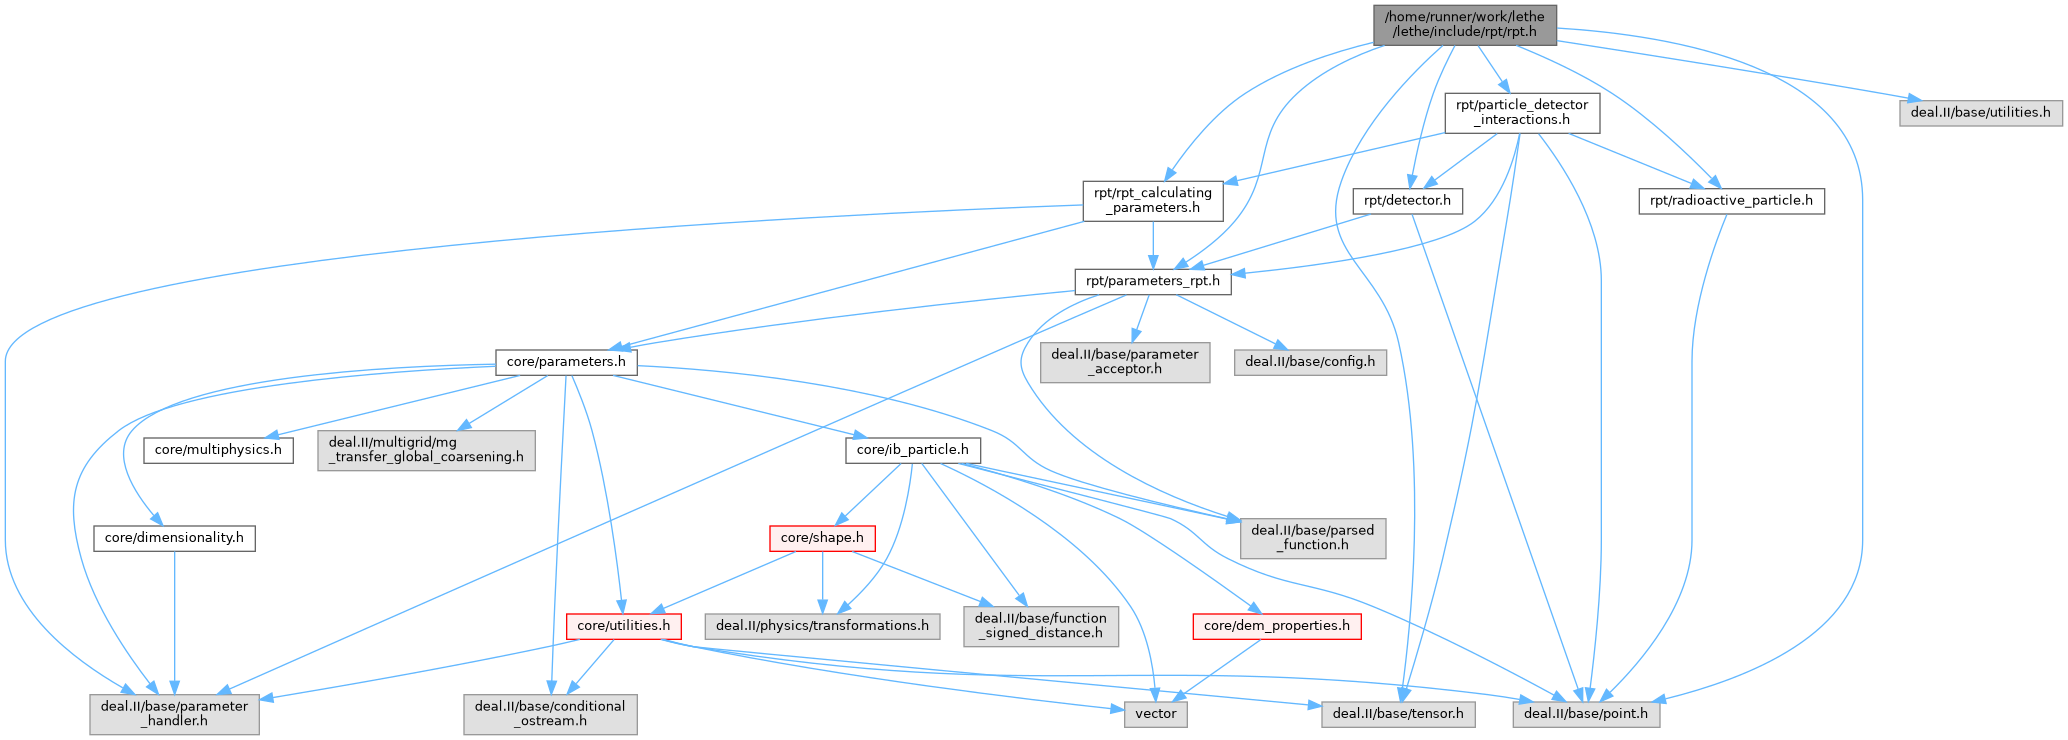 /home/runner/work/lethe
/lethe/include/rpt/rpt.h
rpt/particle_detector
_interactions.h
deal.II/base/utilities.h
rpt/rpt_calculating
_parameters.h
rpt/detector.h
rpt/radioactive_particle.h
rpt/parameters_rpt.h
core/parameters.h
deal.II/base/parameter
_acceptor.h
deal.II/base/config.h
core/multiphysics.h
deal.II/multigrid/mg
_transfer_global_coarsening.h
core/ib_particle.h
core/dimensionality.h
core/shape.h
deal.II/base/parsed
_function.h
core/utilities.h
deal.II/physics/transformations.h
deal.II/base/function
_signed_distance.h
core/dem_properties.h
deal.II/base/parameter
_handler.h
deal.II/base/conditional
_ostream.h
vector
deal.II/base/tensor.h
deal.II/base/point.h